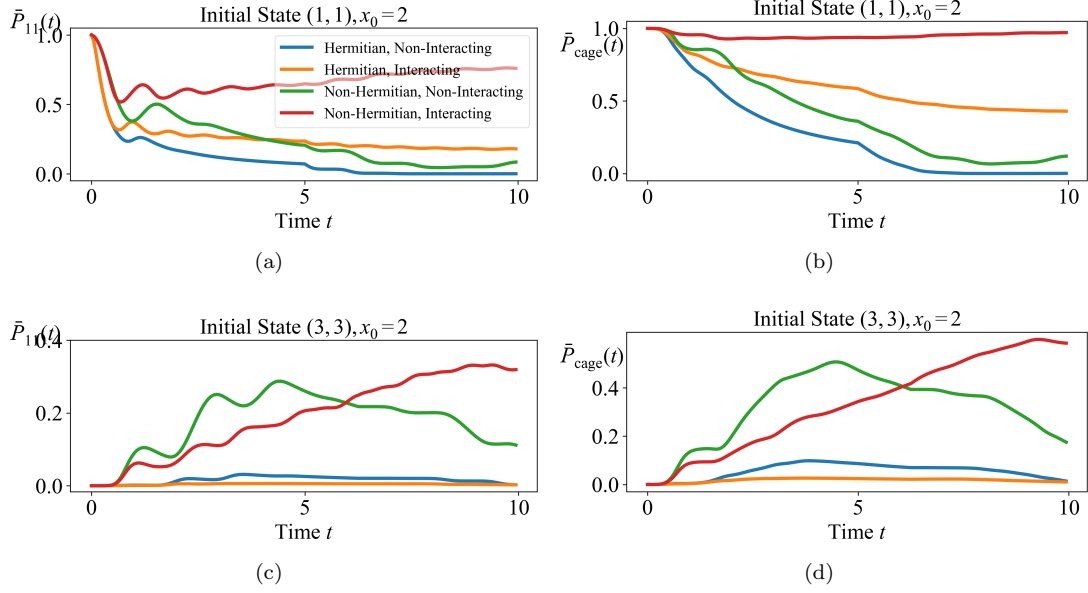 P̄₁₁(t)
Initial State (1, 1), x₀ = 2
1.0
0.5
0.0
Hermitian, Non-Interacting
Hermitian, Interacting
Non-Hermitian, Non-Interacting
Non-Hermitian, Interacting
0 5 10
Time t
(a)
Initial State (1, 1), x₀ = 2
1.0
P̄cage(t)
0.5
0.0
0 5 10
Time t
(b)
P̄₁₁(t)
Initial State (3, 3), x₀ = 2
0.4
0.2
0.0
0 5 10
Time t
(c)
Initial State (3, 3), x₀ = 2
P̄cage(t)
0.4
0.2
0.0
0 5 10
Time t
(d)